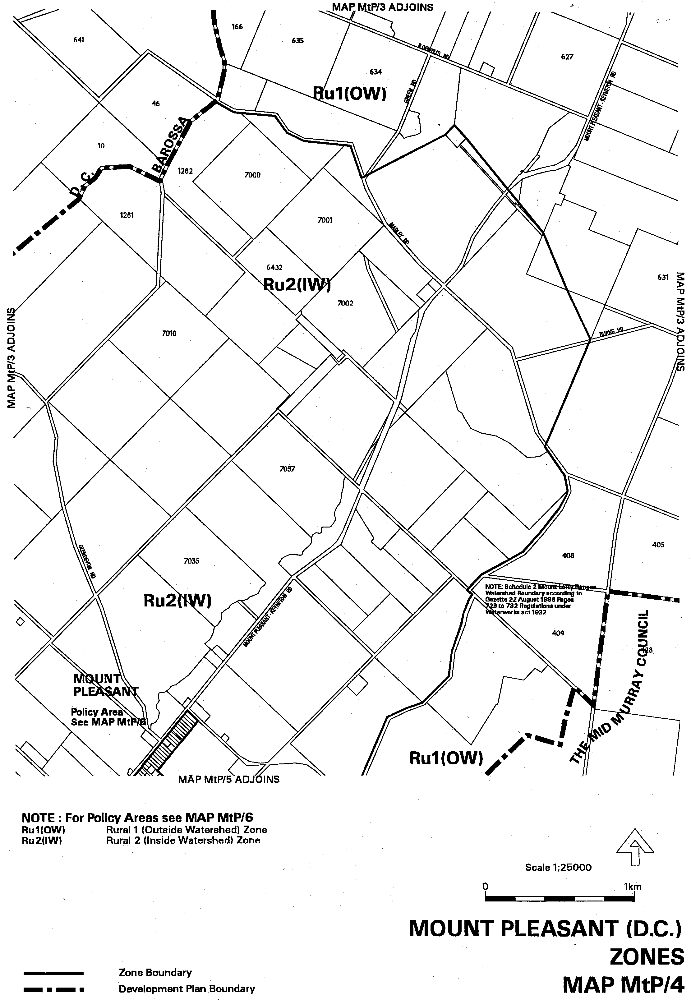 MAP MtP/3 ADJOINS
166
641
635
627
634
B DEWELLS RD
GREEN RD
MOUNT PLEASANT - KEYNETON RD
Ru1(OW)
46
10
BAROSSA
D. C.
1282
7000
1281
7001
MARLEY RD
6432
Ru2(IW)
631
MAP MtP/3 ADJOINS
7002
MAP MtP/3 ADJOINS
7010
BURNS RD
7037
GLENDEVON RD
7035
405
408
NOTE: Schedule 2 Mount Lofty Ranges
Watershed Boundary according to
Gazette 22 August 1996 Pages
728 to 732 Regulations under
Waterworks act 1932
Ru2(IW)
MOUNT PLEASANT - KEYNETON RD
409
128
THE MID MURRAY COUNCIL
MOUNT
PLEASANT
Policy Area
See MAP MtP/6
Ru1(OW)
MAP MtP/5 ADJOINS
NOTE : For Policy Areas see MAP MtP/6
Ru1(OW) Rural 1 (Outside Watershed) Zone
Ru2(IW) Rural 2 (Inside Watershed) Zone
Scale 1:25000
0 1km
MOUNT PLEASANT (D.C.)
ZONES
MAP MtP/4
Zone Boundary
Development Plan Boundary